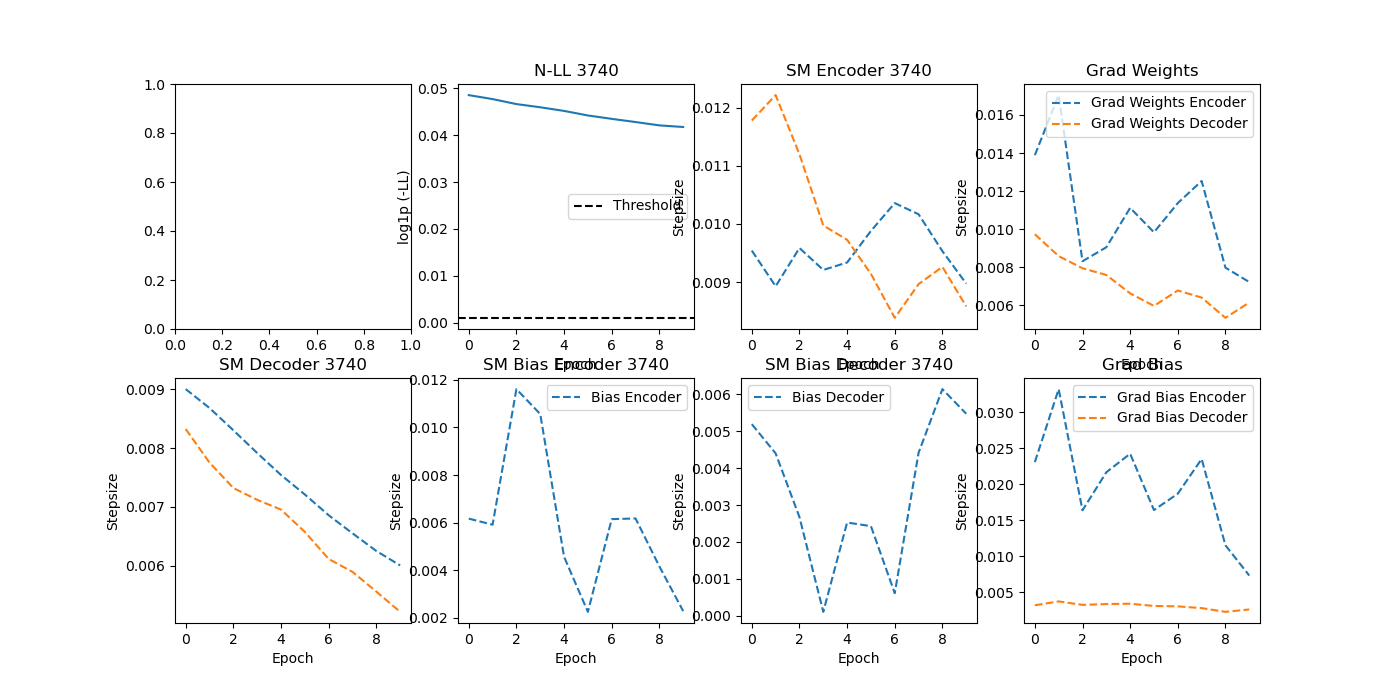 N-LL 3740
SM Encoder 3740
Grad Weights
1.0
0.8
0.6
0.4
0.2
0.0
0.0 0.2 0.4 0.6 0.8 1.0
log1p (-LL)
0.05
0.04
0.03
0.02
0.01
0.00
Threshold
0 2 4 6 8
Epoch
Stepsize
0.012
0.011
0.010
0.009
0 2 4 6 8
Epoch
Stepsize
0.016
0.014
0.012
0.010
0.008
0.006
Grad Weights Encoder
Grad Weights Decoder
0 2 4 6 8
Epoch
SM Decoder 3740
SM Bias Encoder 3740
SM Bias Decoder 3740
Grad Bias
Stepsize
0.009
0.008
0.007
0.006
0 2 4 6 8
Epoch
Stepsize
0.012
0.010
0.008
0.006
0.004
0.002
Bias Encoder
0 2 4 6 8
Epoch
Stepsize
0.006
0.005
0.004
0.003
0.002
0.001
0.000
Bias Decoder
0 2 4 6 8
Epoch
Stepsize
0.030
0.025
0.020
0.015
0.010
0.005
Grad Bias Encoder
Grad Bias Decoder
0 2 4 6 8
Epoch